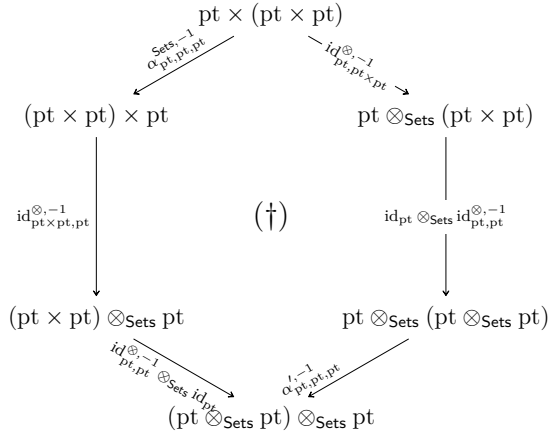 pt × (pt × pt)
α^{Sets,-1}_{pt,pt,pt} id^{⊗,-1}_{pt,pt×pt}
(pt × pt) × pt pt ⊗_{Sets} (pt × pt)
id^{⊗,-1}_{pt×pt,pt} (†) id_{pt} ⊗_{Sets} id^{⊗,-1}_{pt,pt}
(pt × pt) ⊗_{Sets} pt pt ⊗_{Sets} (pt ⊗_{Sets} pt)
id^{⊗,-1}_{pt,pt} ⊗_{Sets} id_{pt} α^{′,-1}_{pt,pt,pt}
(pt ⊗_{Sets} pt) ⊗_{Sets} pt